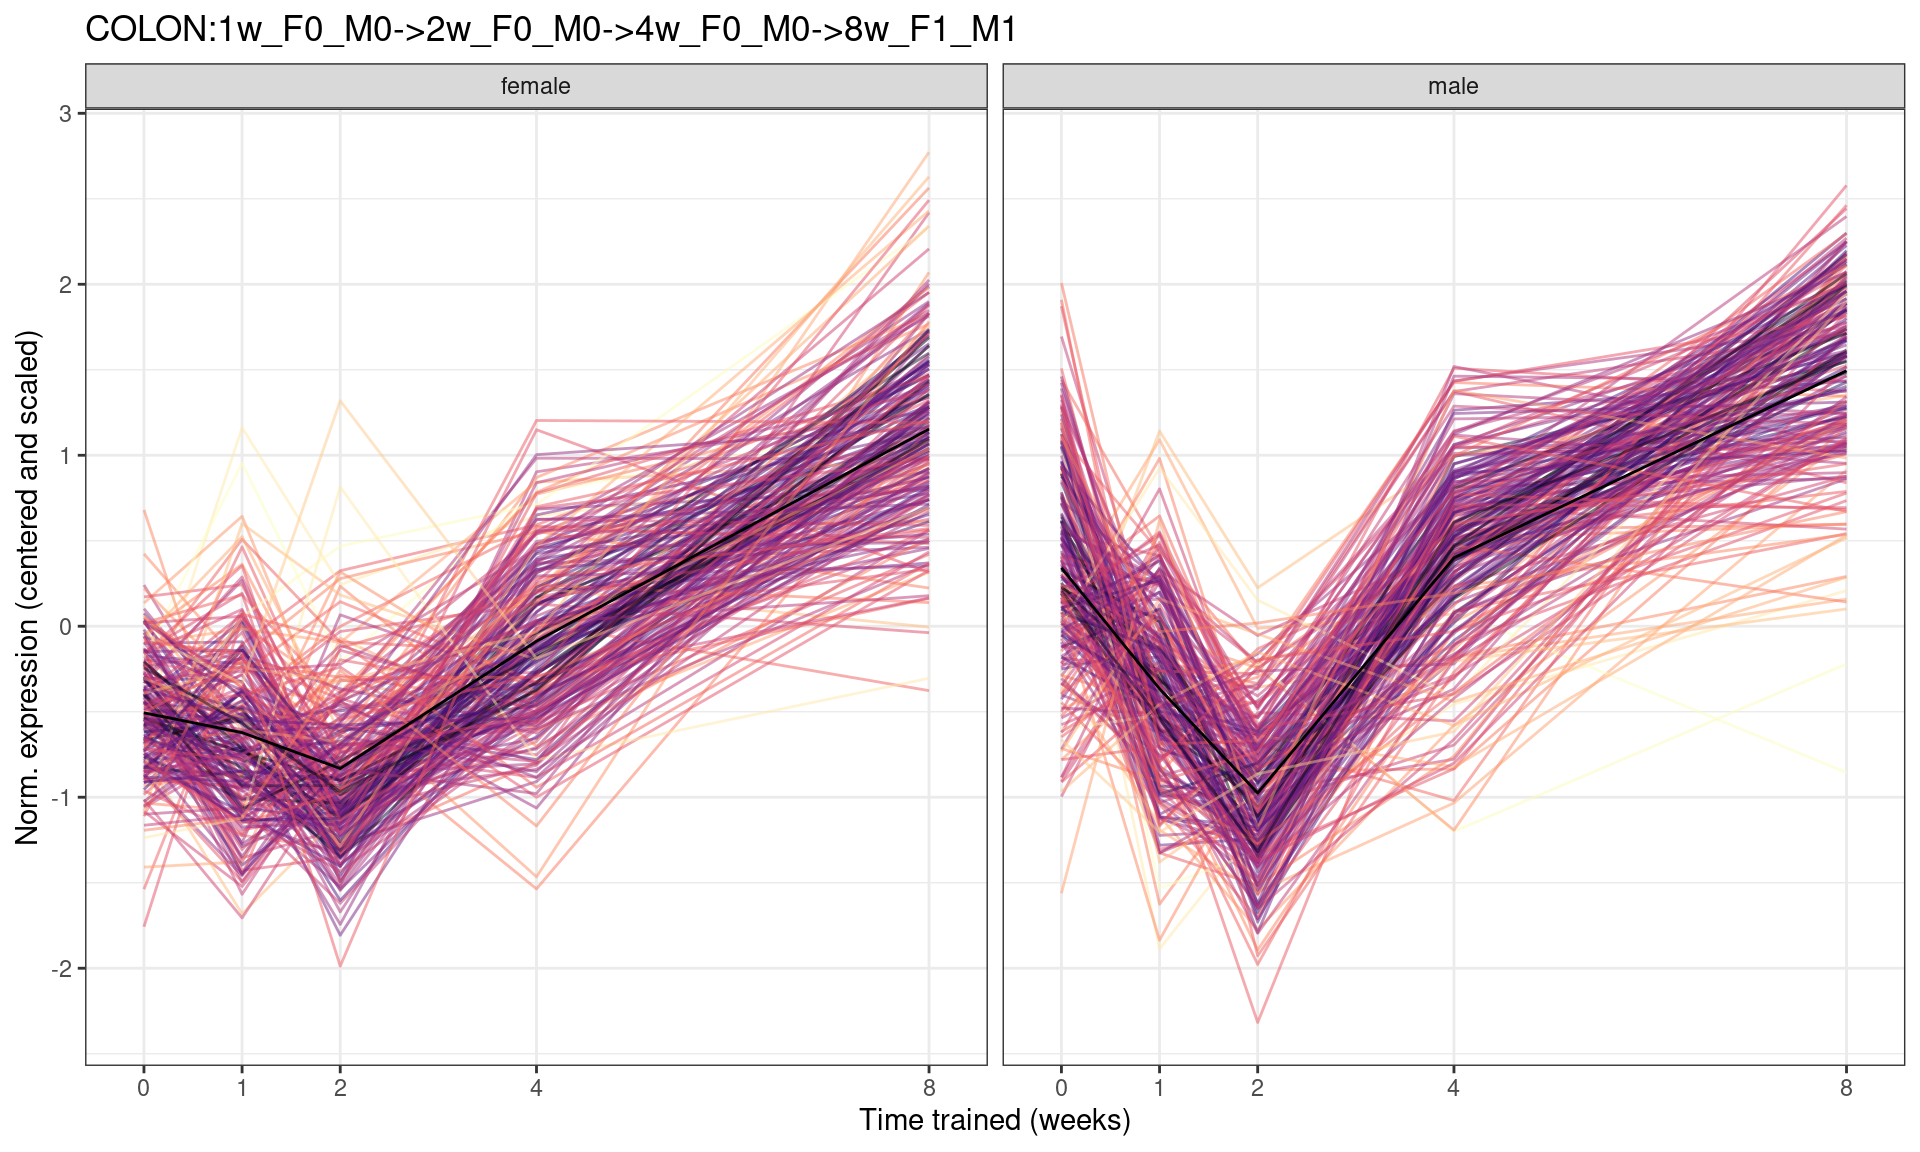 COLON:1w_F0_M0->2w_F0_M0->4w_F0_M0->8w_F1_M1
female
male
Norm. expression (centered and scaled)
3
2
1
0
-1
-2
0 1 2 4 8
0 1 2 4 8
Time trained (weeks)